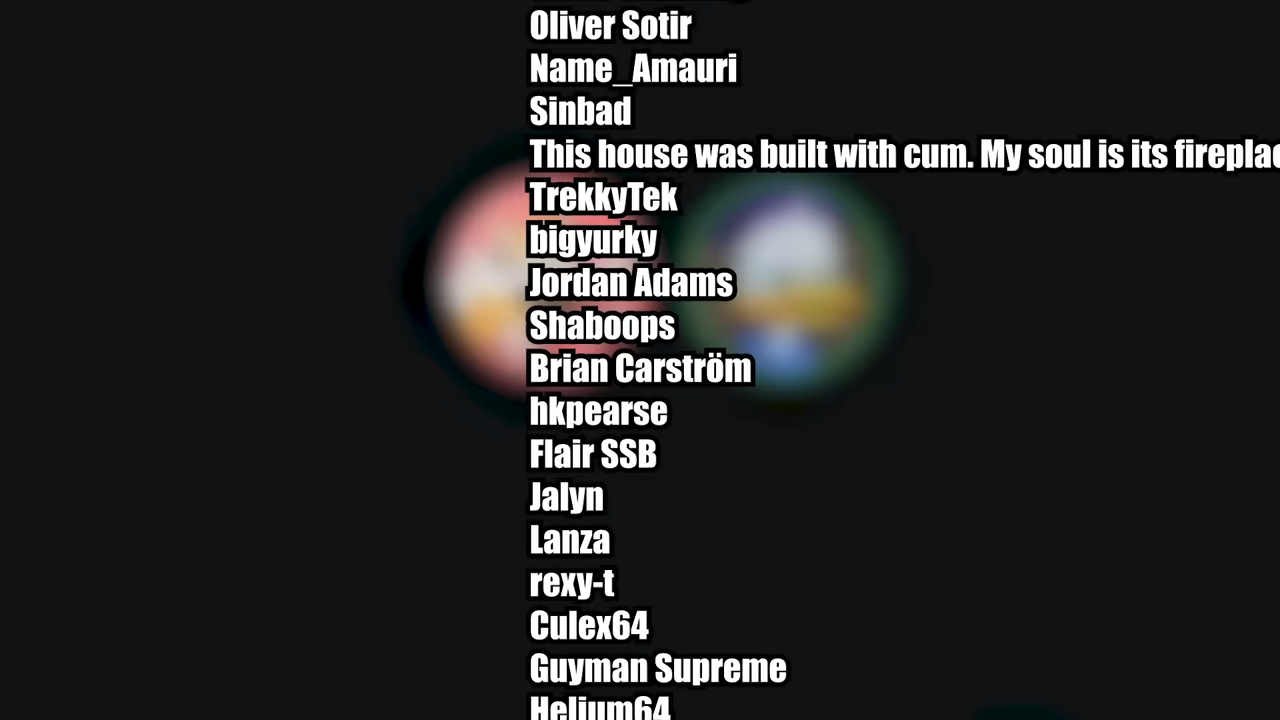 Oliver Sotir
Name_Amauri
Sinbad
This house was built with cum. My soul is its
TrekkyTek
bigyurky
Jordan Adams
Shaboops
Brian Carström
hkpearse
Flair SSB
Jalyn
Lanza
rexy-t
Culex64
Guyman Supreme
Helium64